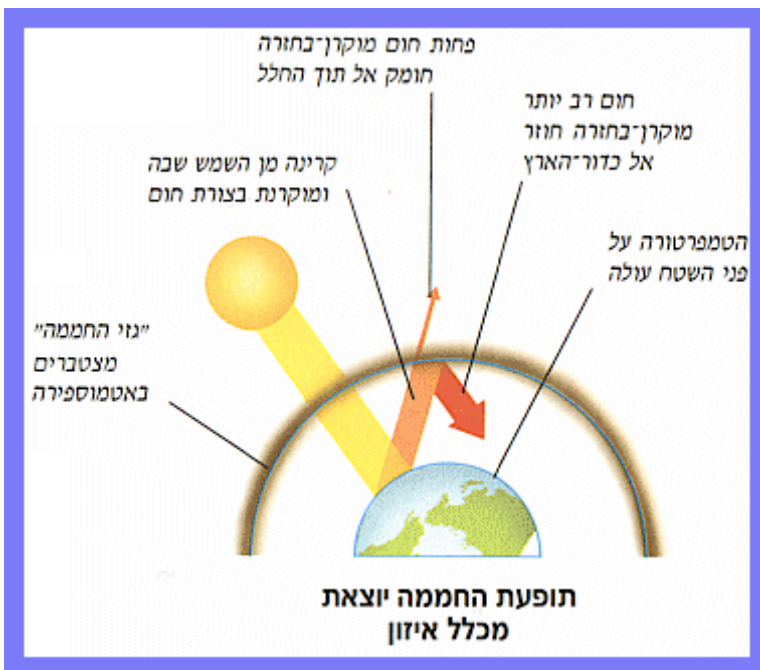 פחות חום מוקרן-בחזרה
חומק אל תוך החלל
חום רב יותר
מוקרן-בחזרה חוזר
אל כדור-הארץ
קרינה מן השמש שבה
ומוקרנת בצורת חום
הטמפרטורה על
פני השטח עולה
"גזי החממה"
מצטברים
באטמוספירה
תופעת החממה יוצאת
מכלל איזון